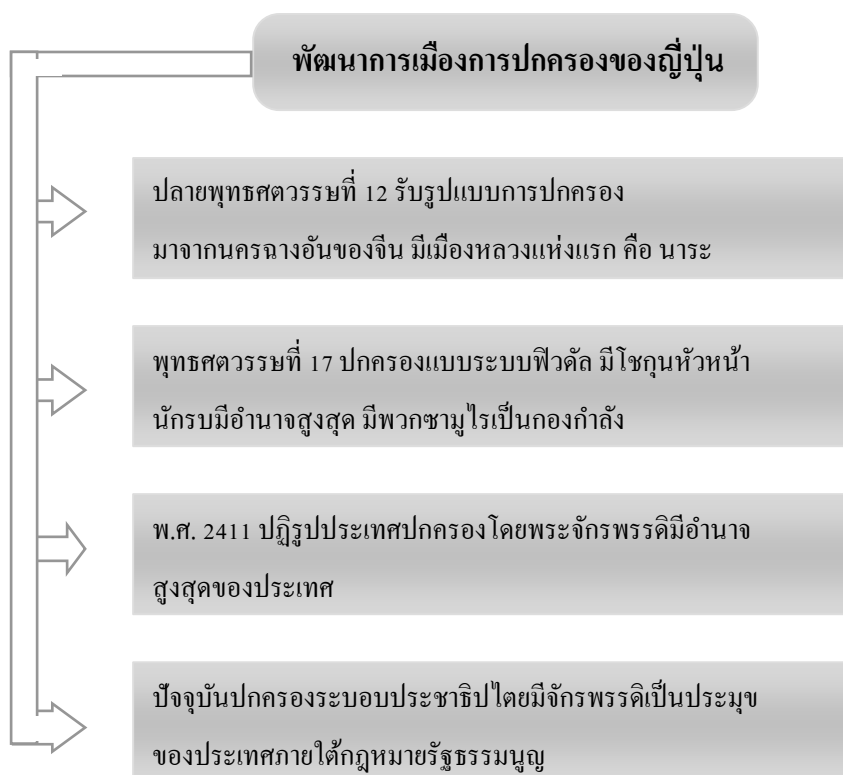 พัฒนาการเมืองการปกครองของญี่ปุ่น
ปลายพุทธศตวรรษที่ 12 รับรูปแบบการปกครอง
มาจากนครฉางอันของจีน มีเมืองหลวงแห่งแรก คือ นาระ
พุทธศตวรรษที่ 17 ปกครองแบบระบบฟิวดัล มีโชกุนหัวหน้า
นักรบมีอำนาจสูงสุด มีพวกซามูไรเป็นกองกำลัง
พ.ศ. 2411 ปฏิรูปประเทศปกครองโดยพระจักรพรรดิมีอำนาจ
สูงสุดของประเทศ
ปัจจุบันปกครองระบอบประชาธิปไตยมีจักรพรรดิเป็นประมุข
ของประเทศภายใต้กฎหมายรัฐธรรมนูญ